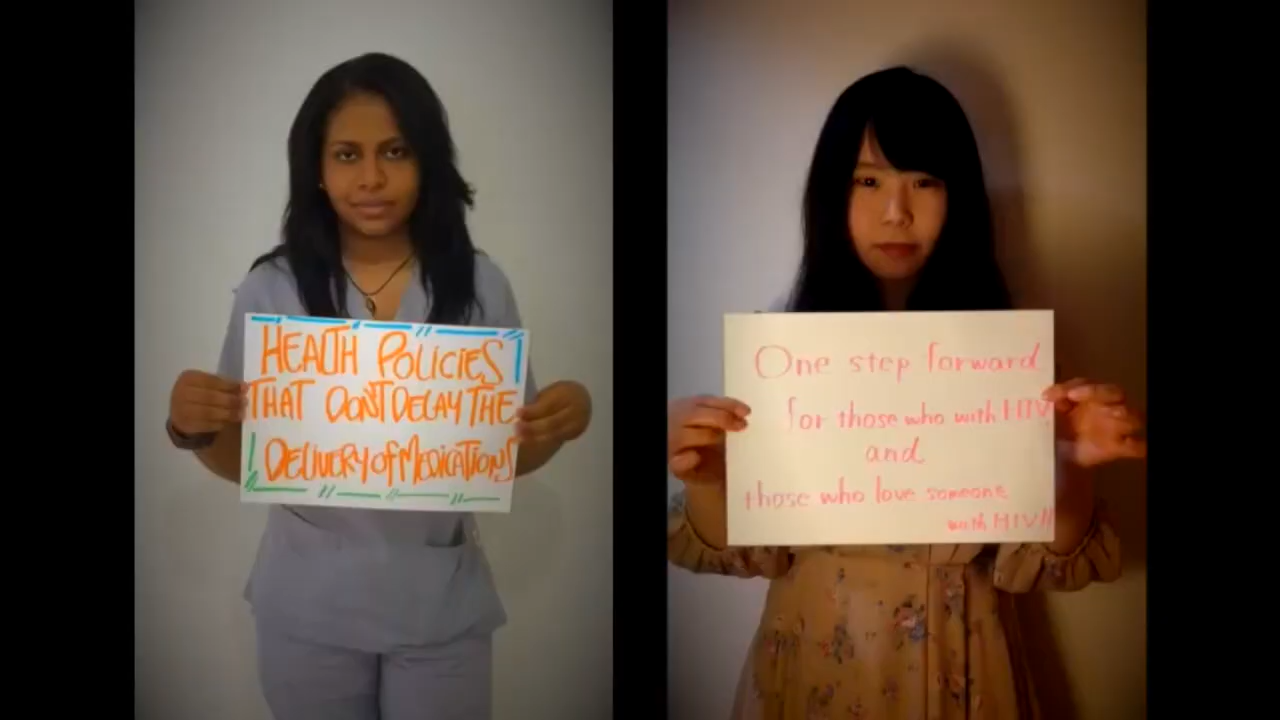 HEALTH POLICIES
THAT DON'T DELAY THE
DELIVERY of MEDICATIONS
One step forward
for those who with HIV
and
those who love someone
with HIV!!